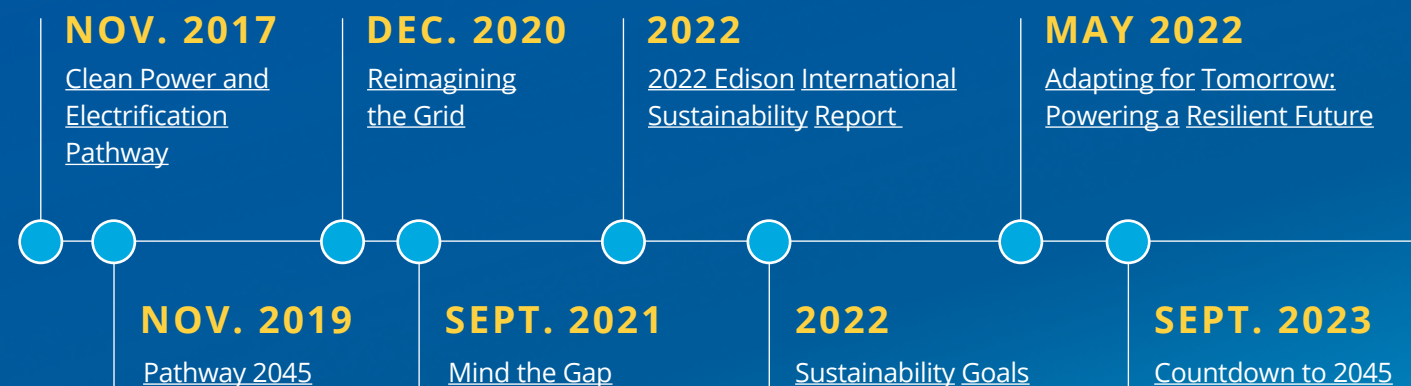 NOV. 2017
Clean Power and
Electrification
Pathway
DEC. 2020
Reimagining
the Grid
2022
2022 Edison International
Sustainability Report
MAY 2022
Adapting for Tomorrow:
Powering a Resilient Future
NOV. 2019
Pathway 2045
SEPT. 2021
Mind the Gap
2022
Sustainability Goals
SEPT. 2023
Countdown to 2045